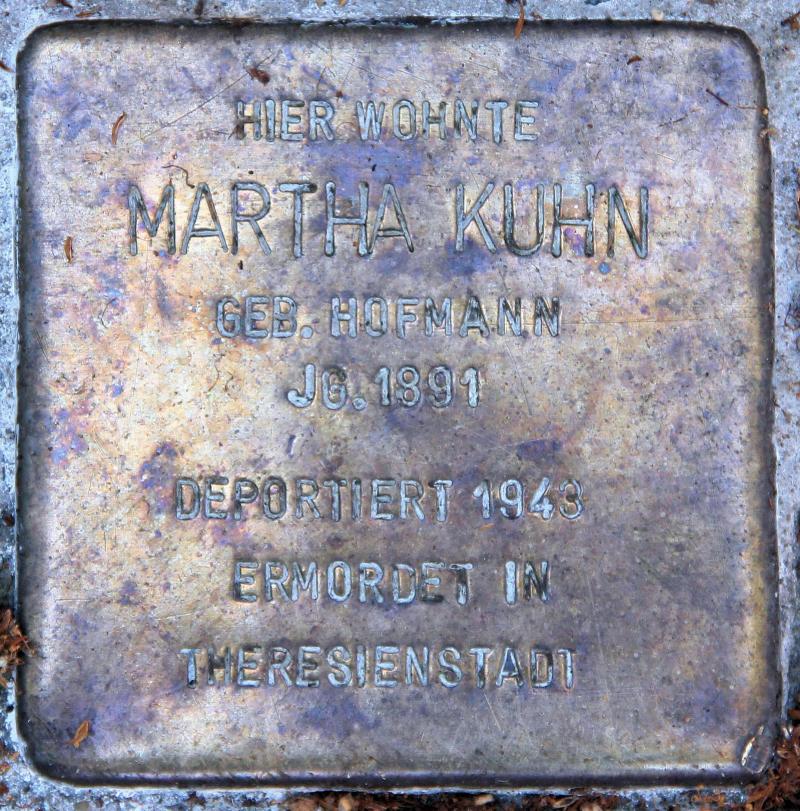 HIER WOHNTE
MARTHA KUHN
GEB. HOFMANN
JG. 1891
DEPORTIERT 1943
ERMORDET IN
THERESIENSTADT